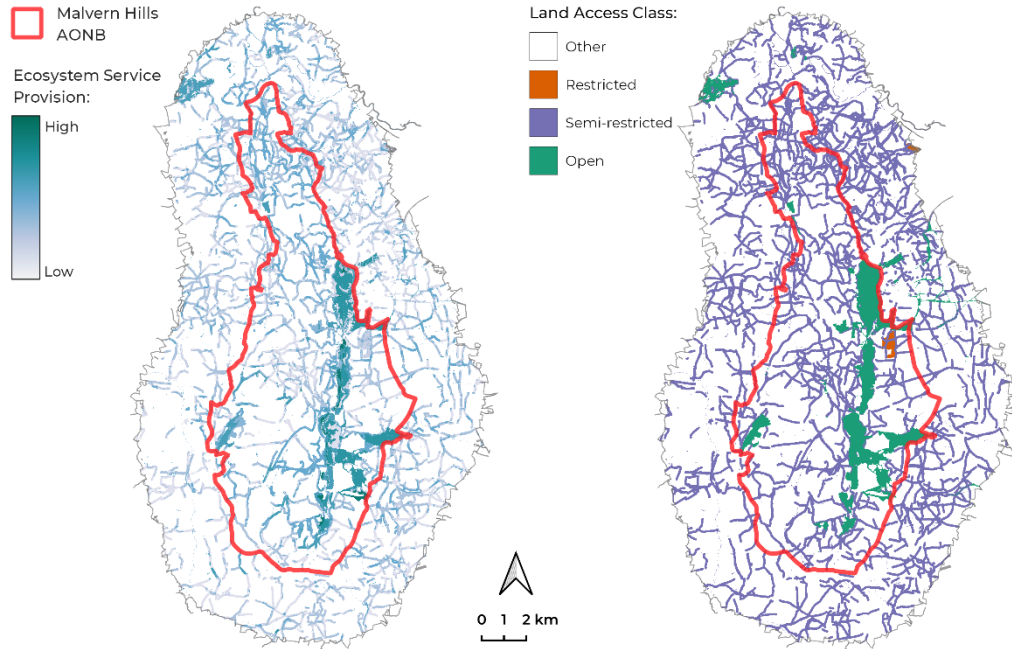 Malvern Hills
AONB
Ecosystem Service
Provision:
High
Low
Land Access Class:
Other
Restricted
Semi-restricted
Open
0 1 2 km